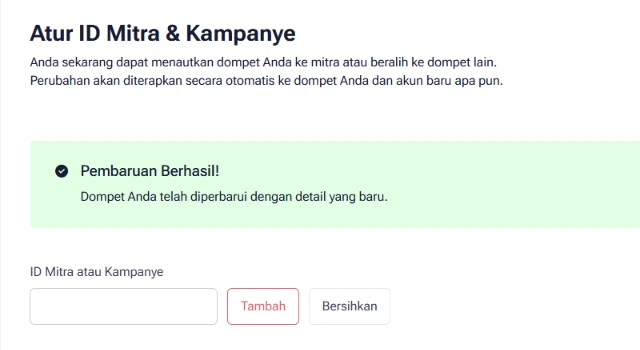 Atur ID Mitra & Kampanye
Anda sekarang dapat menautkan dompet Anda ke mitra atau beralih ke dompet lain.
Perubahan akan diterapkan secara otomatis ke dompet Anda dan akun baru apa pun.
Pembaruan Berhasil!
Dompet Anda telah diperbarui dengan detail yang baru.
ID Mitra atau Kampanye
Tambah Bersihkan